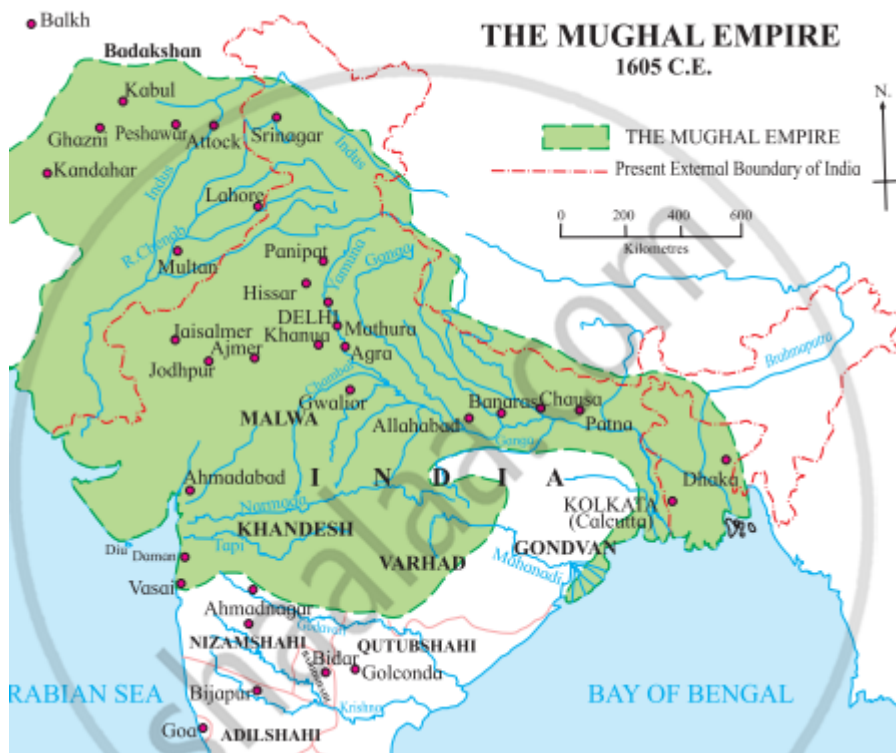 Balkh
THE MUGHAL EMPIRE
1605 C.E.
Badakshan
N.
Kabul
THE MUGHAL EMPIRE
Ghazni
Peshawar
Attock
Srinagar
Indus
Present External Boundary of India
Kandahar
Indus
Lahore
0 200 400 600
Kilometres
R.Chenab
Multan
Panipat
Yamuna
Ganga
Hissar
DELHI
Mathura
Jaisalmer
Khanua
Ajmer
Agra
Jodhpur
Chambal
Brahmaputra
Gwalior
MALWA
Banaras
Chausa
Allahabad
Patna
Ganga
Ahmadabad
I N D I A
Dhaka
Narmada
KOLKATA
(Calcutta)
KHANDESH
Tapi
Diu
Daman
VARHAD
GONDVAN
Mahanadi
Vasai
Ahmadnagar
Godavari
NIZAMSHAHI
QUTUBSHAHI
Bidar
Golconda
RABIAN SEA
Bijapur
BAY OF BENGAL
Krishna
Goa
ADILSHAHI
shaalaa.com